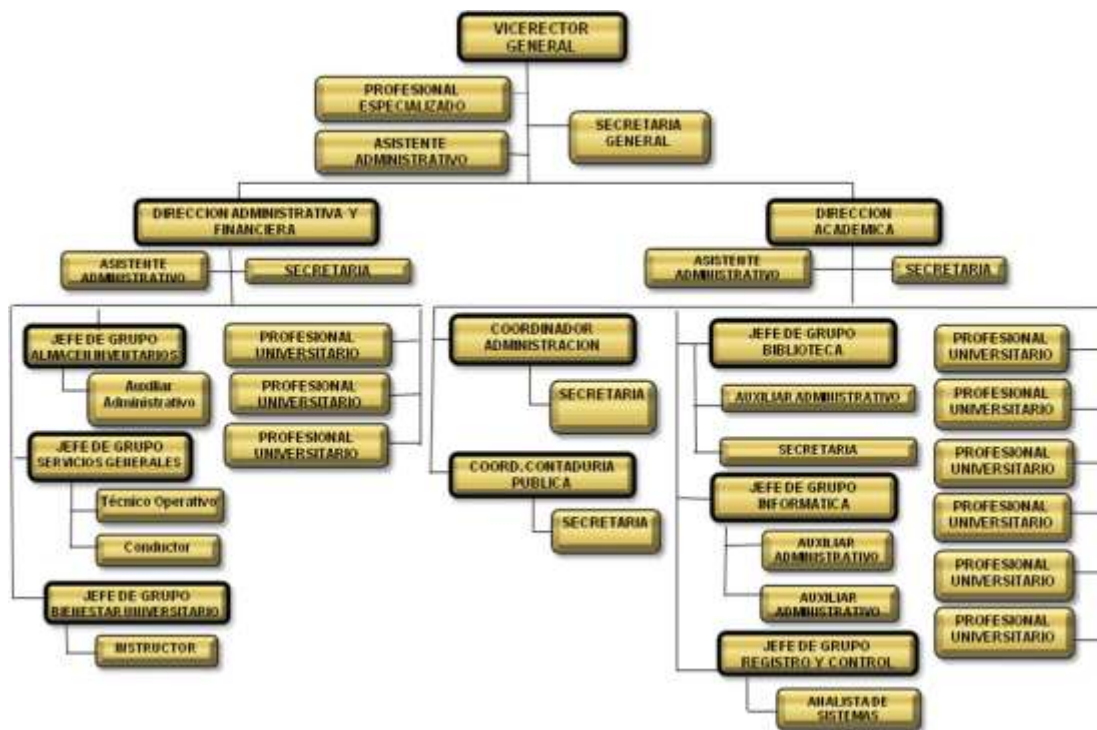 VICERECTOR
GENERAL
PROFESIONAL
ESPECIALIZADO
SECRETARIA
GENERAL
ASISTENTE
ADMINISTRATIVO
DIRECCION ADMINISTRATIVA Y
FINANCIERA
ASISTENTE
ADMINISTRATIVO
SECRETARIA
JEFE DE GRUPO
ALMACEN INVENTARIOS
Auxiliar
Administrativo
JEFE DE GRUPO
SERVICIOS GENERALES
Técnico Operativo
Conductor
JEFE DE GRUPO
BIENESTAR UNIVERSITARIO
INSTRUCTOR
PROFESIONAL
UNIVERSITARIO
PROFESIONAL
UNIVERSITARIO
PROFESIONAL
UNIVERSITARIO
DIRECCION
ACADEMICA
ASISTENTE
ADMINISTRATIVO
SECRETARIA
COORDINADOR
ADMINISTRACION
SECRETARIA
COORD. CONTADURIA
PUBLICA
SECRETARIA
JEFE DE GRUPO
BIBLIOTECA
AUXILIAR ADMINISTRATIVO
SECRETARIA
JEFE DE GRUPO
INFORMATICA
AUXILIAR
ADMINISTRATIVO
AUXILIAR
ADMINISTRATIVO
JEFE DE GRUPO
REGISTRO Y CONTROL
ANALISTA DE
SISTEMAS
PROFESIONAL
UNIVERSITARIO
PROFESIONAL
UNIVERSITARIO
PROFESIONAL
UNIVERSITARIO
PROFESIONAL
UNIVERSITARIO
PROFESIONAL
UNIVERSITARIO
PROFESIONAL
UNIVERSITARIO